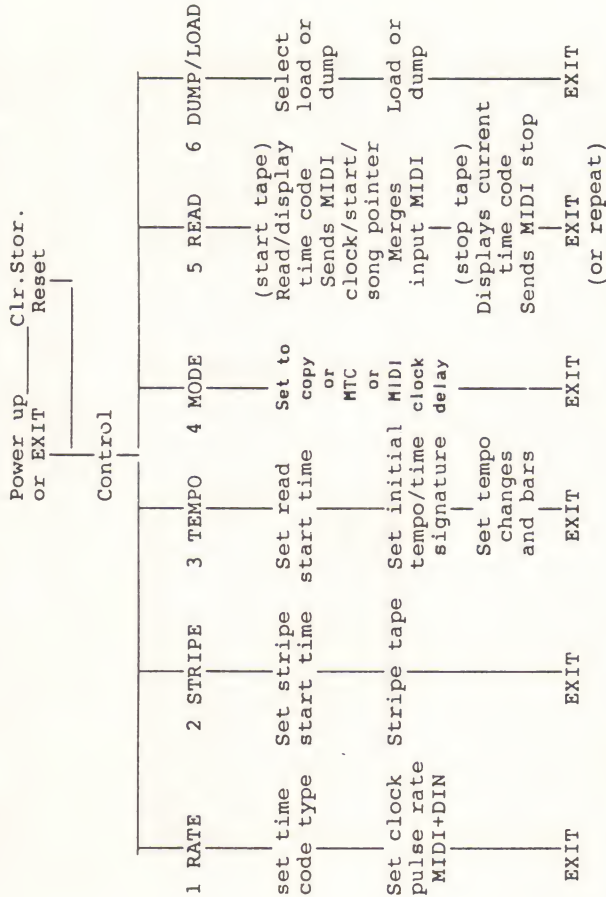 Power up
or EXIT
Clr.Stor.
Reset
Control
1 RATE
set time
code type
Set clock
pulse rate
MIDI+DIN
EXIT
2 STRIPE
Set stripe
start time
Stripe tape
EXIT
3 TEMPO
Set read
start time
Set initial
tempo/time
signature
Set tempo
changes
and bars
EXIT
4 MODE
Set to
copy
or
MTC
or
MIDI
clock
delay
EXIT
5 READ
(start tape)
Read/display
time code
Sends MIDI
clock/start/
song pointer
Merges
input MIDI
(stop tape)
Displays current
time code
Sends MIDI stop
EXIT
(or repeat)
6 DUMP/LOAD
Select
load or
dump
Load or
dump
EXIT